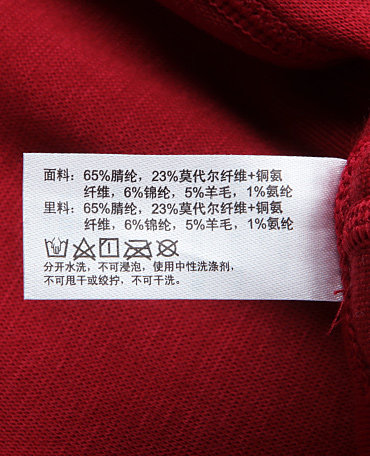 面料：65%腈纶，23%莫代尔纤维+铜氨
纤维，6%锦纶，5%羊毛，1%氨纶
里料：65%腈纶，23%莫代尔纤维+铜氨
纤维，6%锦纶，5%羊毛，1%氨纶
分开水洗，不可浸泡，使用中性洗涤剂，
不可甩干或绞拧，不可干洗。